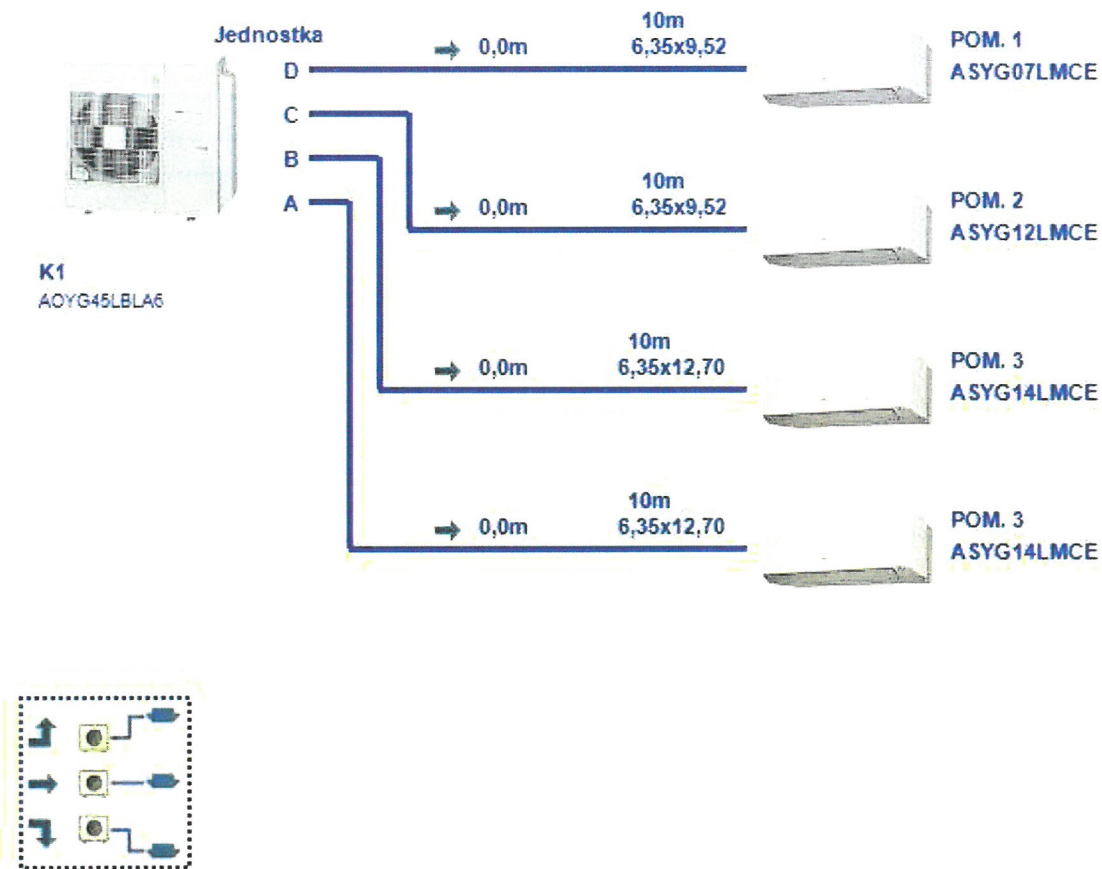 Jednostka
D
C
B
A
K1
AOYG45LBLA6
0,0m
10m
6,35x9,52
POM. 1
ASYG07LMCE
0,0m
10m
6,35x9,52
POM. 2
ASYG12LMCE
0,0m
10m
6,35x12,70
POM. 3
ASYG14LMCE
0,0m
10m
6,35x12,70
POM. 3
ASYG14LMCE